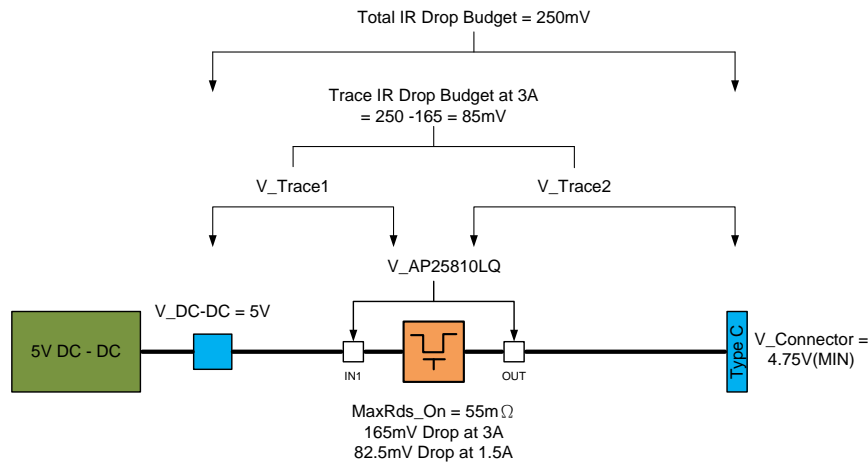 Total IR Drop Budget = 250mV
Trace IR Drop Budget at 3A
= 250 -165 = 85mV
V_Trace1
V_Trace2
V_AP25810LQ
V_DC-DC = 5V
5V DC - DC
IN1
OUT
Type C
V_Connector =
4.75V(MIN)
MaxRds_On = 55mΩ
165mV Drop at 3A
82.5mV Drop at 1.5A